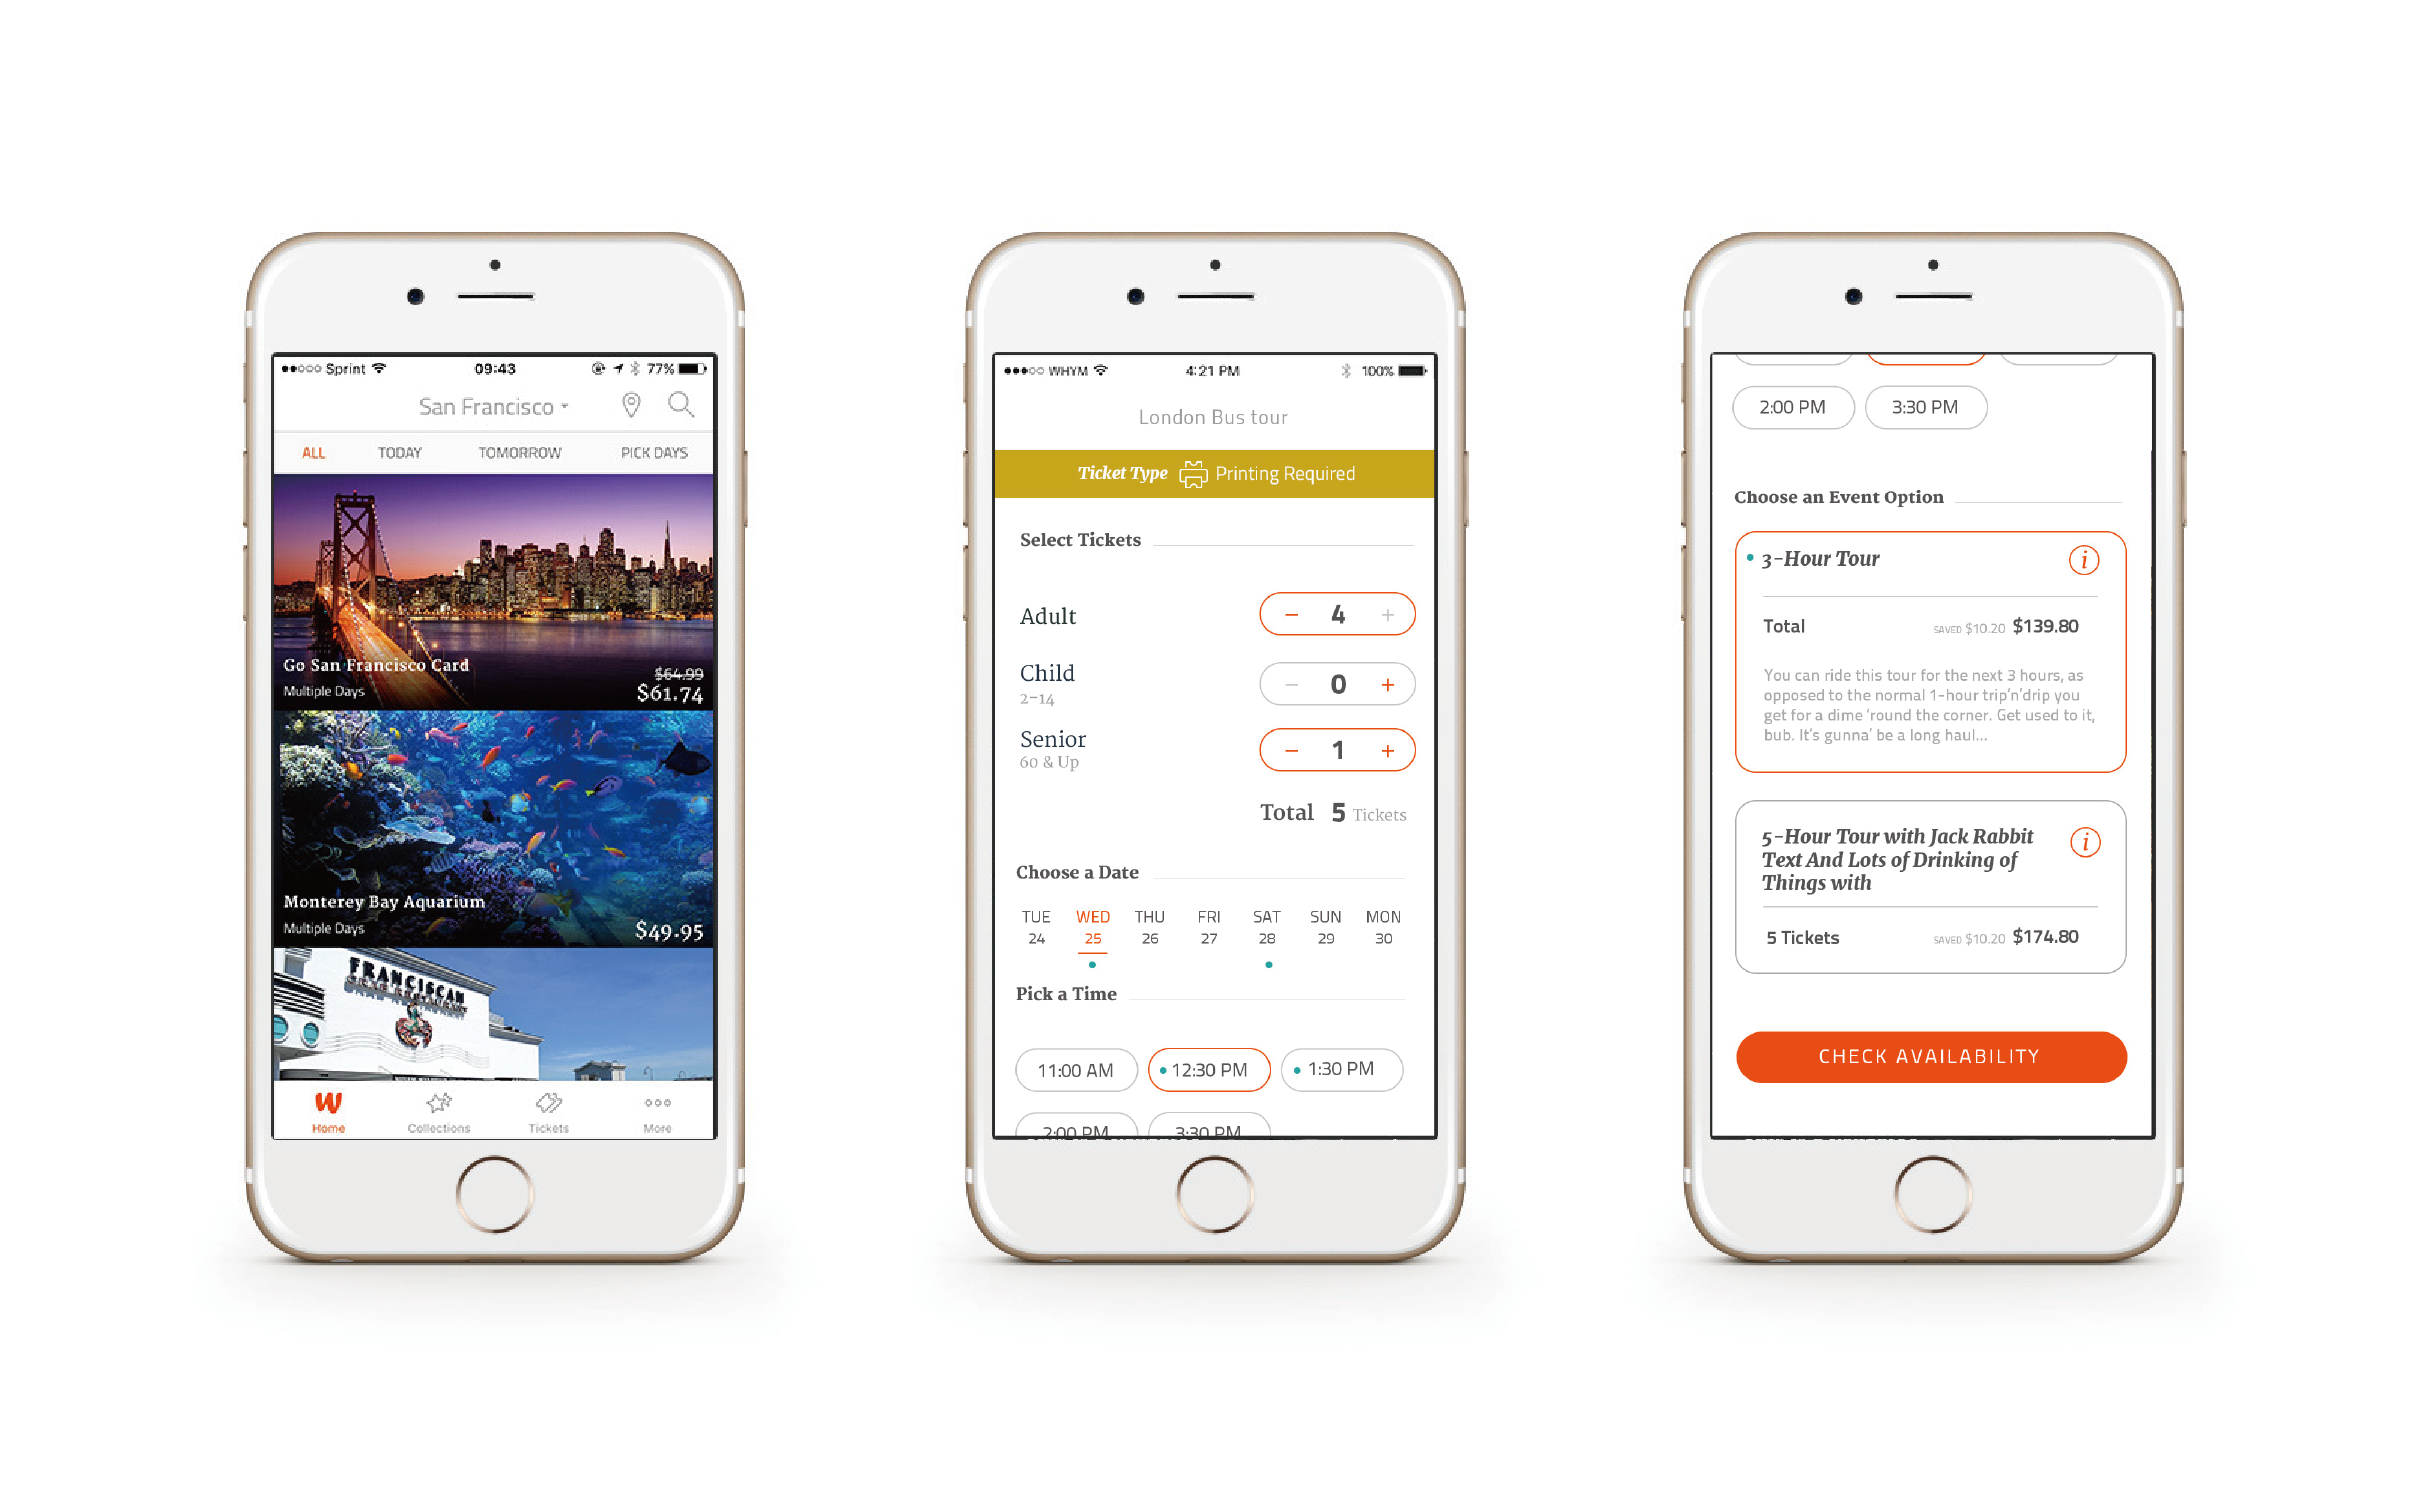 Sprint 09:43 77%
San Francisco
ALL TODAY TOMORROW PICK DAYS
Go San Francisco Card
Multiple Days
$64.99
$61.74
Monterey Bay Aquarium
Multiple Days
$49.95
FRANCISCAN
Home Collections Tickets More
WHYM 4:21 PM 100%
London Bus tour
Ticket Type Printing Required
Select Tickets
Adult
4
Child
2-14
0
Senior
60 & Up
1
Total 5 Tickets
Choose a Date
TUE WED THU FRI SAT SUN MON
24 25 26 27 28 29 30
Pick a Time
11:00 AM 12:30 PM 1:30 PM
2:00 PM 3:30 PM
2:00 PM 3:30 PM
Choose an Event Option
3-Hour Tour
i
Total SAVED $10.20 $139.80
You can ride this tour for the next 3 hours, as
opposed to the normal 1-hour trip'n'drip you
get for a dime 'round the corner. Get used to it,
bub. It's gunna' be a long haul...
5-Hour Tour with Jack Rabbit
Text And Lots of Drinking of
Things with
i
5 Tickets SAVED $10.20 $174.80
CHECK AVAILABILITY